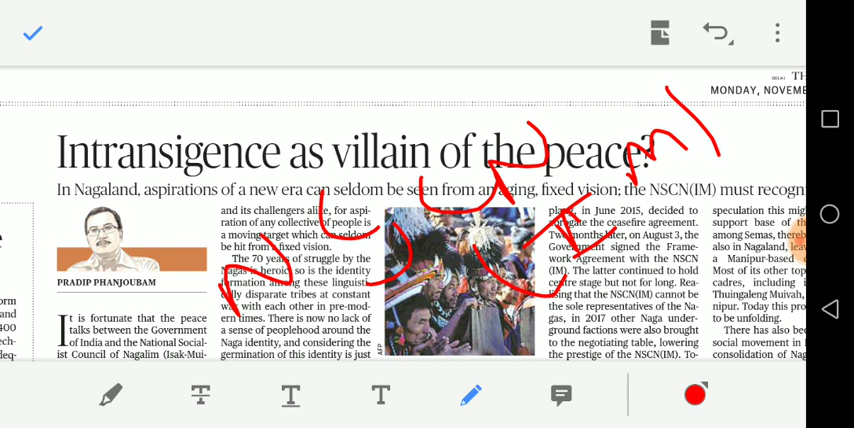 DELHI TH
MONDAY, NOVEMBE
Intransigence as villain of the peace?
In Nagaland, aspirations of a new era can seldom be seen from an aging, fixed vision; the NSCN(IM) must recogn
PRADIP PHANJOUBAM
It is fortunate that the peace
talks between the Government
of India and the National Social-
ist Council of Nagalim (Isak-Mui-
and its challengers alike, for aspi-
ration of any collective of people is
a moving target which can seldom
be hit from a fixed vision.
The 70 years of struggle by the
Nagas is heroic, so is the identity
formation among these linguisti-
cally disparate tribes at constant
war with each other in pre-mod-
ern times. There is now no lack of
a sense of peoplehood around the
Naga identity, and considering the
germination of this identity is just
AFP
place, in June 2015, decided to
abrogate the ceasefire agreement.
Two months later, on August 3, the
Government signed the Frame-
work Agreement with the NSCN
(IM). The latter continued to hold
centre stage but not for long. Rea-
lising that the NSCN(IM) cannot be
the sole representatives of the Na-
gas, in 2017 other Naga under-
ground factions were also brought
to the negotiating table, lowering
the prestige of the NSCN(IM). To-
speculation this mig
support base of th
among Semas, thereb
also in Nagaland, leav
a Manipur-based
Most of its other top
cadres, including i
Thuingaleng Muivah,
nipur. Today this pro
to be unfolding.
There has also bee
social movement in
consolidation of Nag
orm
and
400
ech-
deq-